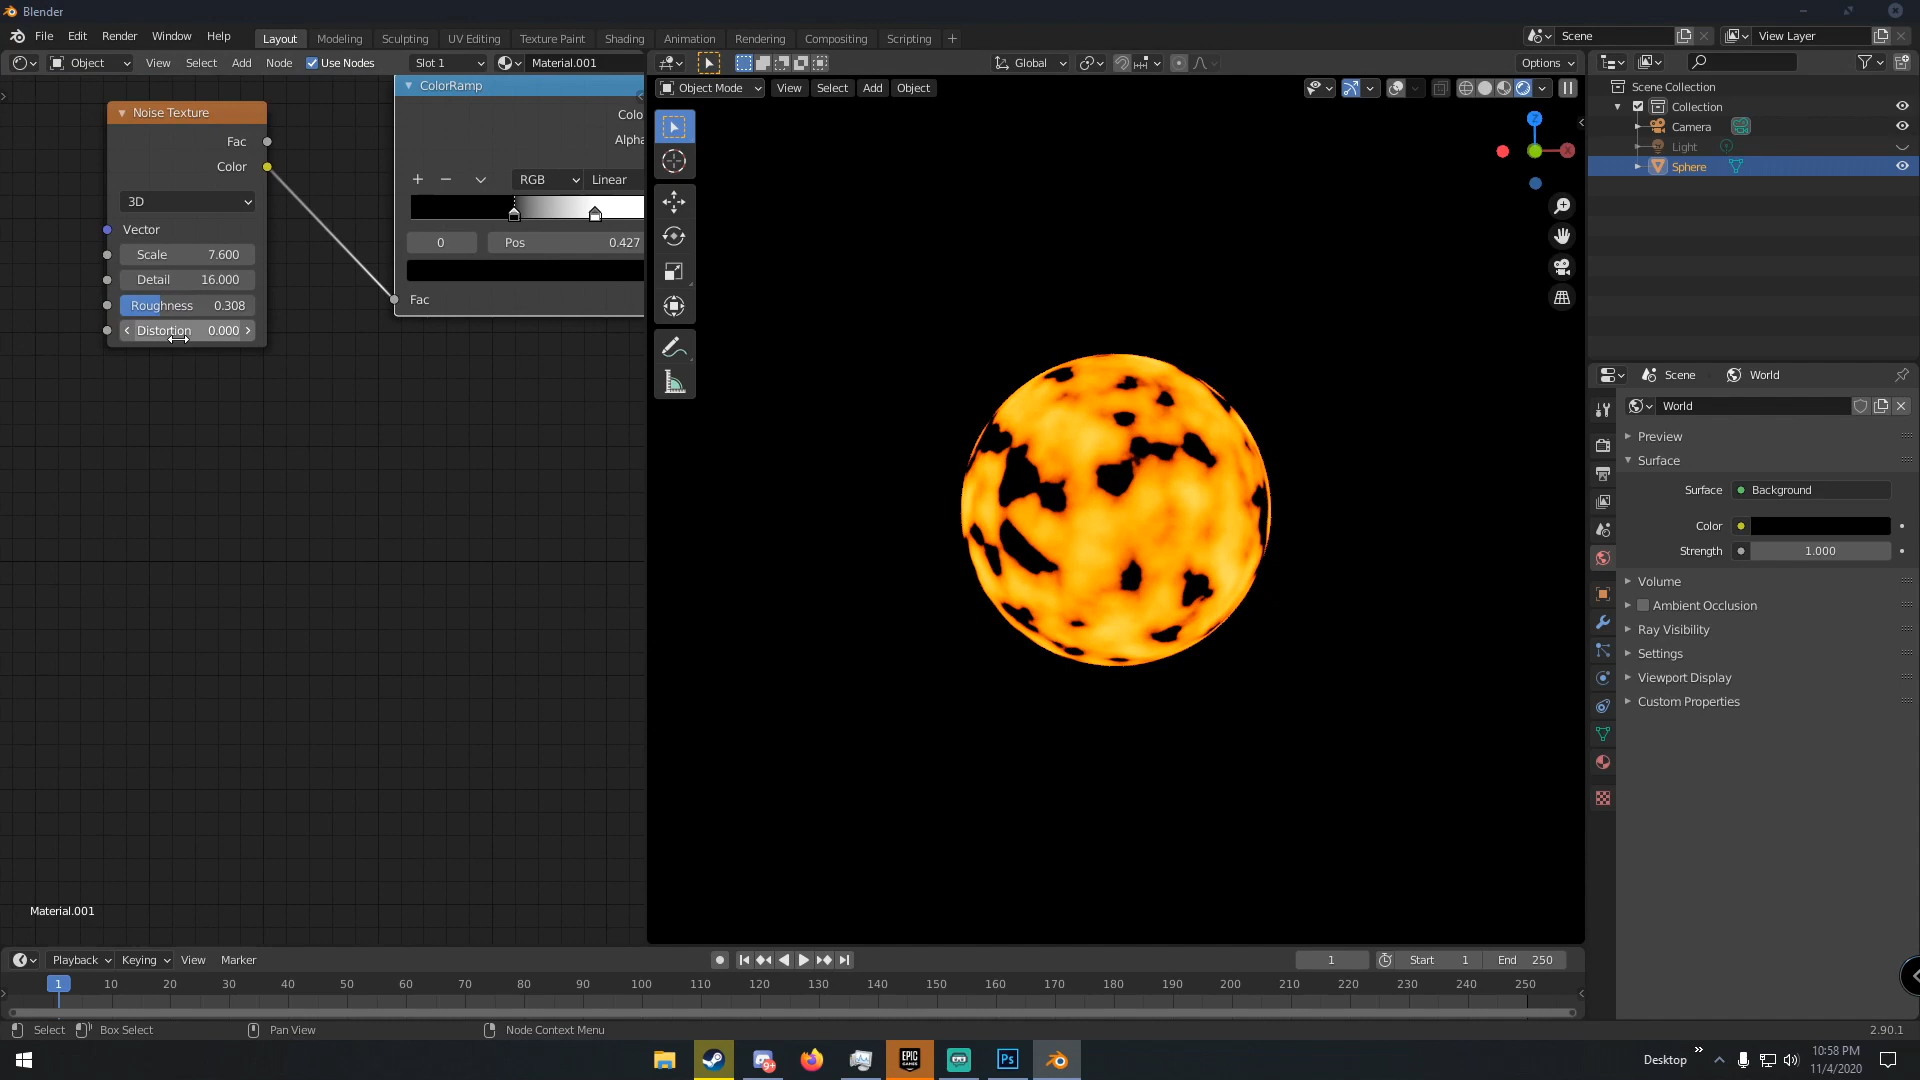 Blender
File Edit Render Window Help
Layout Modeling Sculpting UV Editing Texture Paint Shading Animation Rendering Compositing Scripting +
Scene
View Layer
Object View Select Add Node Use Nodes Slot 1 Material.001
Global
Options
Object Mode View Select Add Object
Noise Texture
Fac
Color
3D
Vector
Scale 7.600
Detail 16.000
Roughness 0.308
Distortion 0.000
ColorRamp
Colo
Alpha
RGB Linear
0 Pos 0.427
Fac
Z
X
Material.001
Scene Collection
Collection
Camera
Light
Sphere
Scene World
World
Preview
Surface
Surface Background
Color
Strength 1.000
Volume
Ambient Occlusion
Ray Visibility
Settings
Viewport Display
Custom Properties
Playback Keying View Marker
1 Start 1 End 250
1 10 20 30 40 50 60 70 80 90 100 110 120 130 140 150 160 170 180 190 200 210 220 230 240 250
Select Box Select Pan View Node Context Menu
2.90.1
EPIC GAMES
Ps
Desktop
10:58 PM
11/4/2020